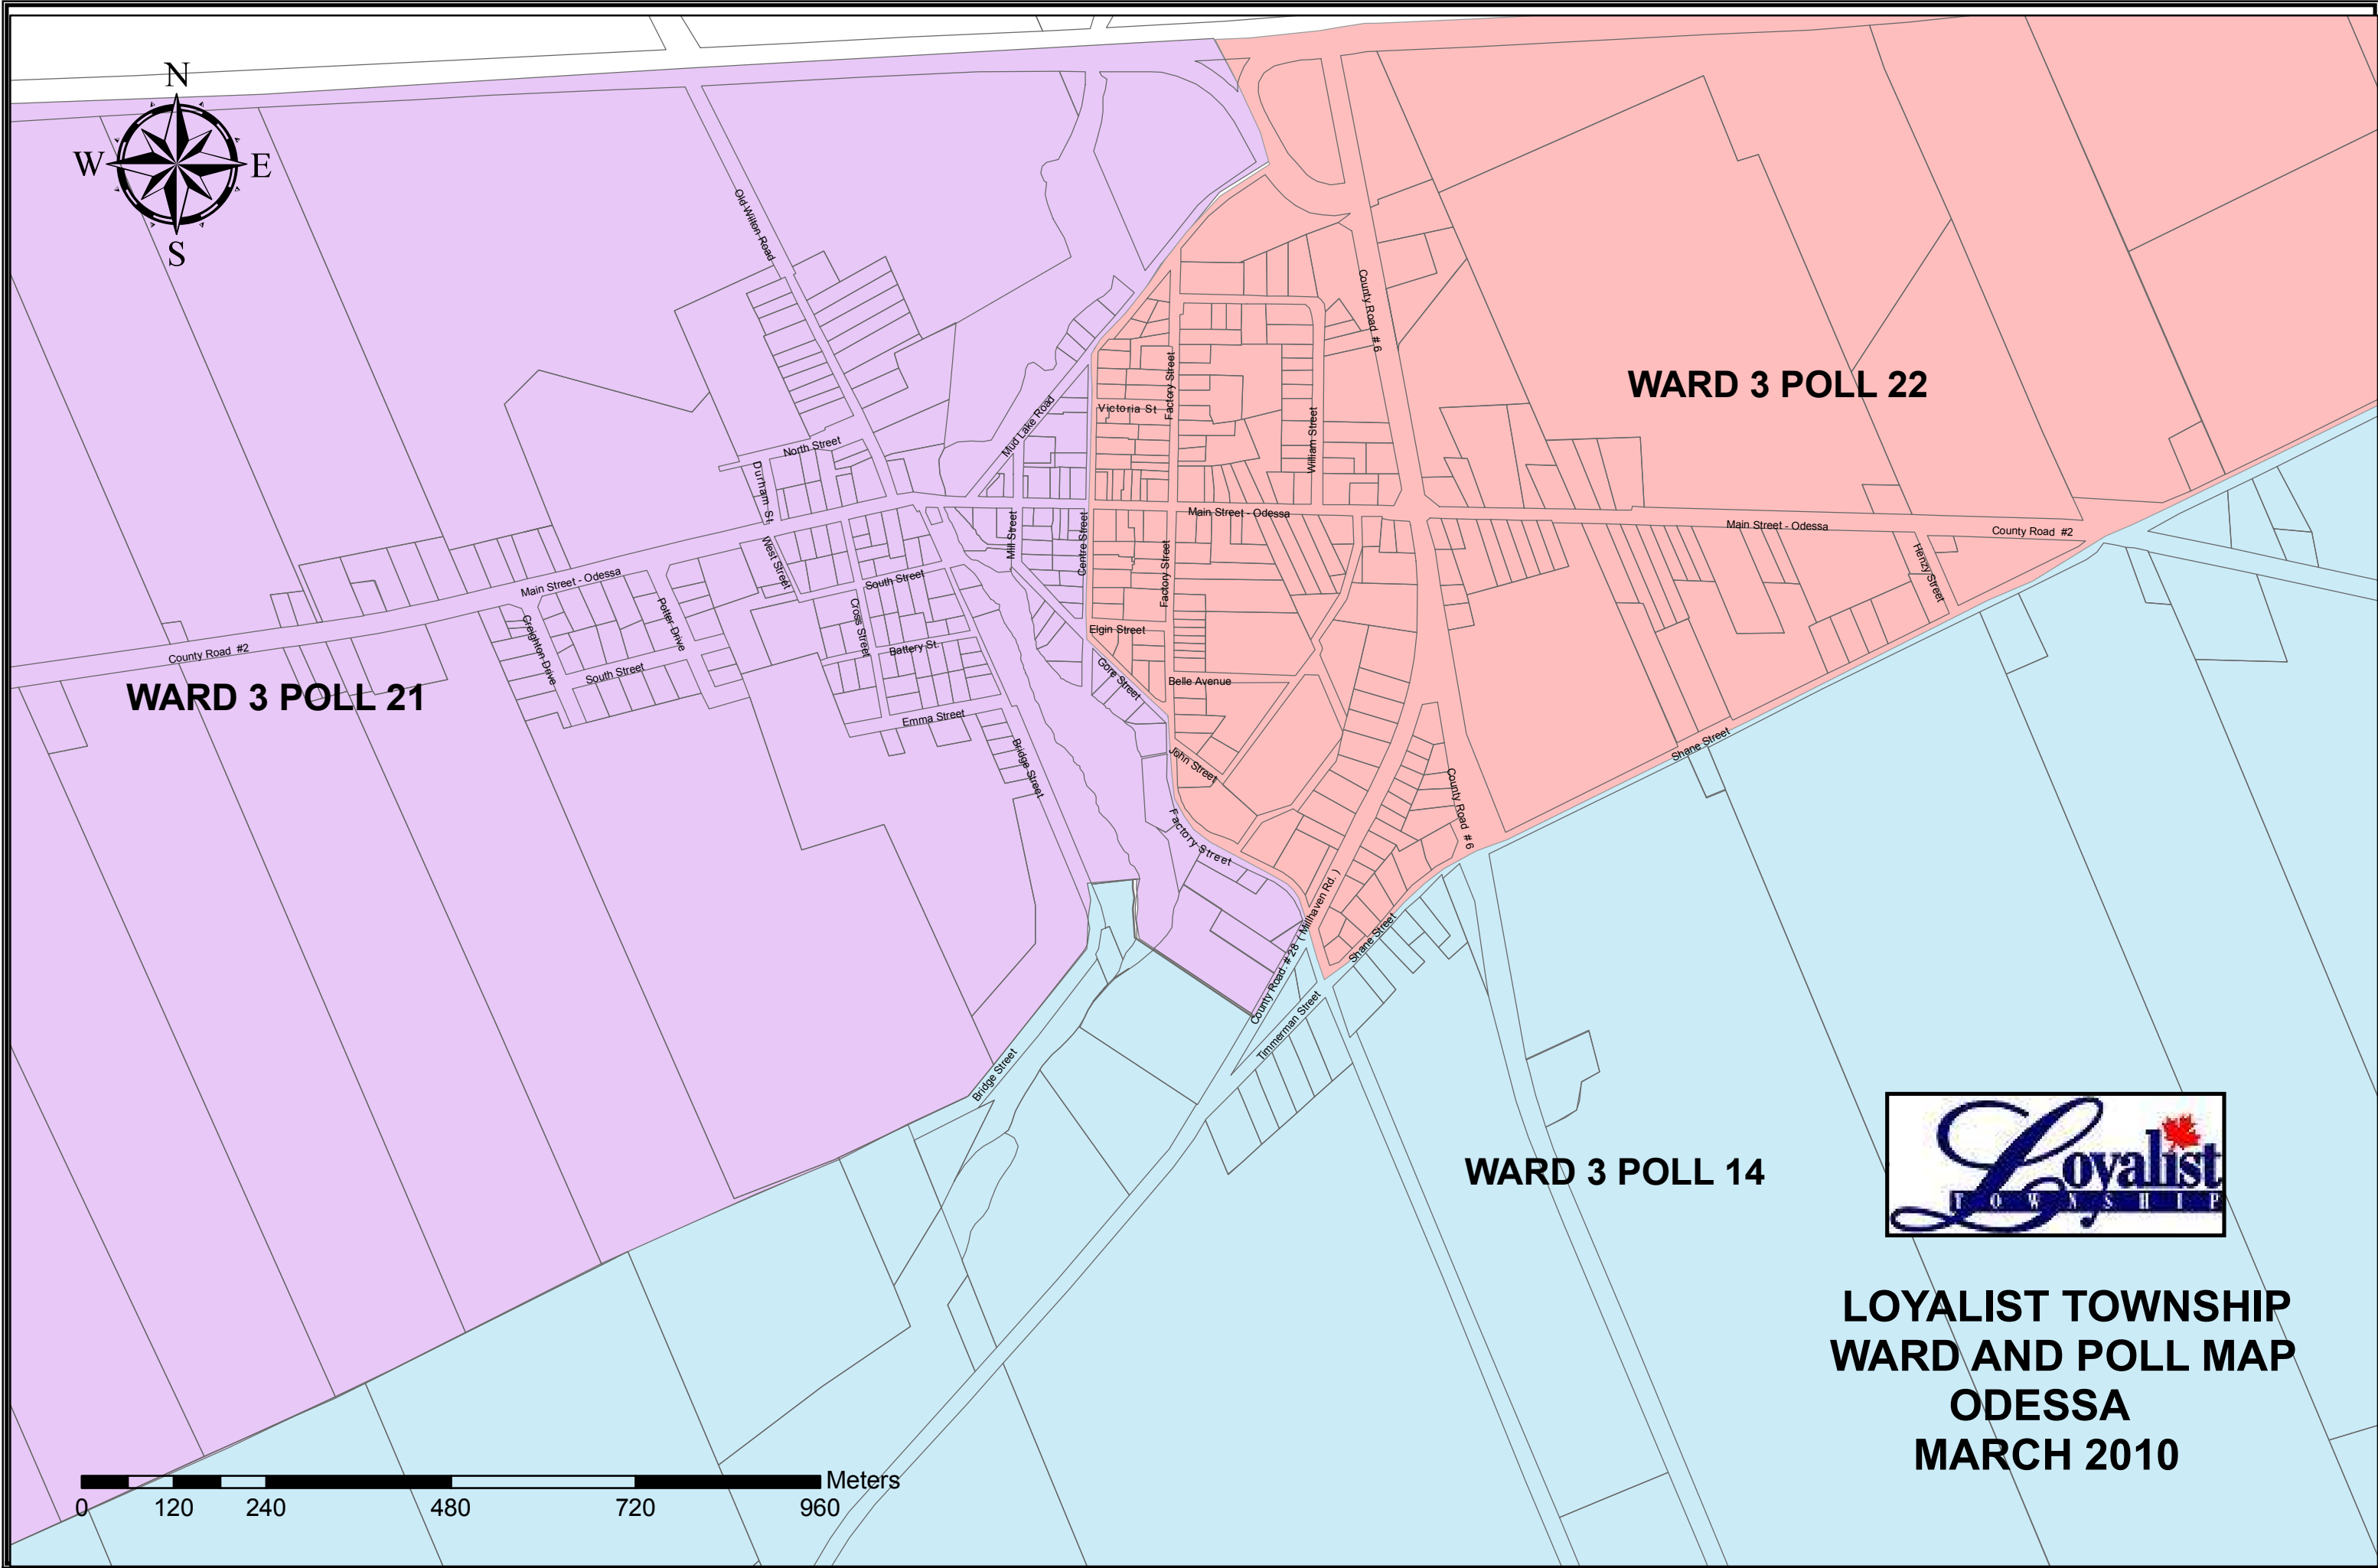 N
W
E
S
Old Wilton Road
County Road # 6
WARD 3 POLL 22
Factory Street
Victoria St
Mud Lake Road
William Street
North Street
Durham St.
Main Street - Odessa
Main Street - Odessa
County Road #2
Mill Street
Centre Street
West Street
Factory Street
Henzy Street
South Street
Main Street - Odessa
Potter Drive
Cross Street
Creighton Drive
Elgin Street
Battery St.
County Road #2
South Street
Gore Street
Belle Avenue
WARD 3 POLL 21
Emma Street
Bridge Street
John Street
Shane Street
County Road # 6
Factory Street
County Road. # 28 ( Millhaven Rd. )
Shane Street
Timmerman Street
Bridge Street
WARD 3 POLL 14
Loyalist
TOWNSHIP
LOYALIST TOWNSHIP
WARD AND POLL MAP
ODESSA
MARCH 2010
Meters
0 120 240 480 720 960